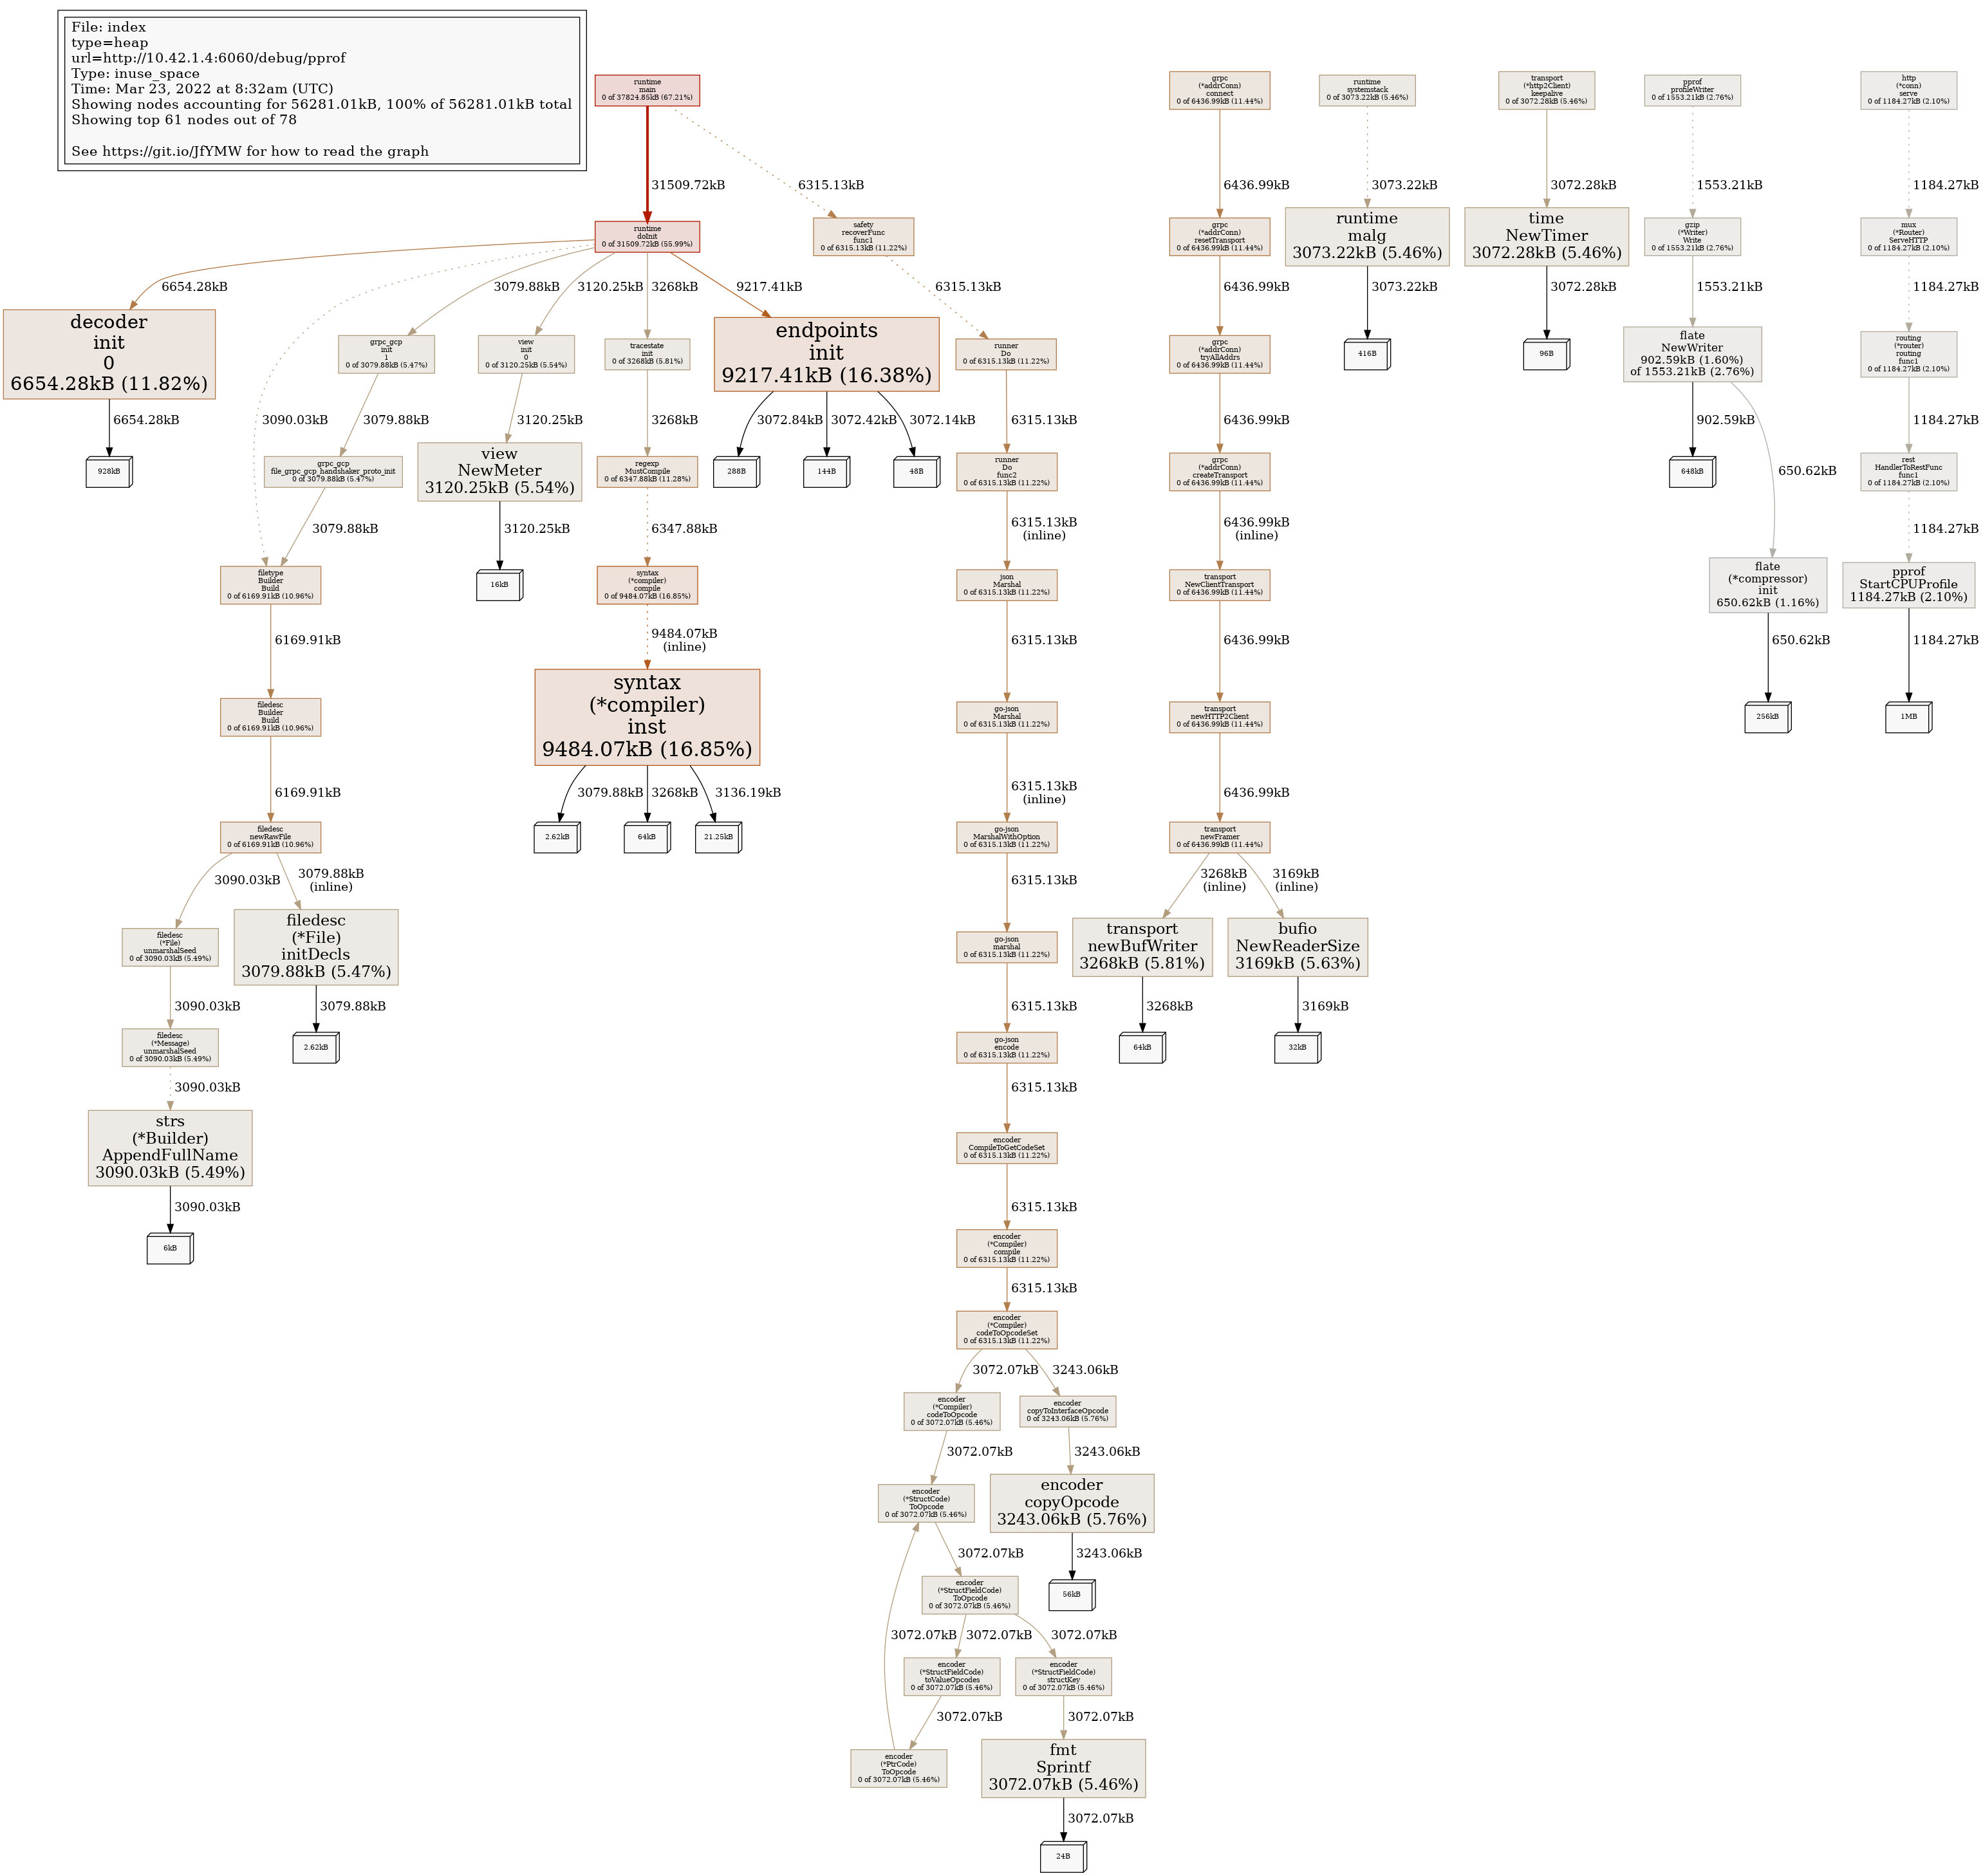 File: index
type=heap
url=http://10.42.1.4:6060/debug/pprof
Type: inuse_space
Time: Mar 23, 2022 at 8:32am (UTC)
Showing nodes accounting for 56281.01kB, 100% of 56281.01kB total
Showing top 61 nodes out of 78
See https://git.io/JfYMW for how to read the graph
runtime
main
0 of 37824.85kB (67.21%)
31509.72kB
6315.13kB
runtime
doInit
0 of 31509.72kB (55.99%)
6654.28kB
3090.03kB
3079.88kB
3120.25kB
3268kB
9217.41kB
decoder
init
0
6654.28kB (11.82%)
6654.28kB
928kB
grpc_gcp
init
1
0 of 3079.88kB (5.47%)
3079.88kB
grpc_gcp
file_grpc_gcp_handshaker_proto_init
0 of 3079.88kB (5.47%)
3079.88kB
filetype
Builder
Build
0 of 6169.91kB (10.96%)
6169.91kB
filedesc
Builder
Build
0 of 6169.91kB (10.96%)
6169.91kB
filedesc
newRawFile
0 of 6169.91kB (10.96%)
3090.03kB
3079.88kB
(inline)
filedesc
(*File)
unmarshalSeed
0 of 3090.03kB (5.49%)
3090.03kB
filedesc
(*Message)
unmarshalSeed
0 of 3090.03kB (5.49%)
3090.03kB
strs
(*Builder)
AppendFullName
3090.03kB (5.49%)
3090.03kB
6kB
filedesc
(*File)
initDecls
3079.88kB (5.47%)
3079.88kB
2.62kB
view
init
0
0 of 3120.25kB (5.54%)
3120.25kB
view
NewMeter
3120.25kB (5.54%)
3120.25kB
16kB
tracestate
init
0 of 3268kB (5.81%)
3268kB
regexp
MustCompile
0 of 6347.88kB (11.28%)
6347.88kB
syntax
(*compiler)
compile
0 of 9484.07kB (16.85%)
9484.07kB
(inline)
syntax
(*compiler)
inst
9484.07kB (16.85%)
3079.88kB
3268kB
3136.19kB
2.62kB
64kB
21.25kB
endpoints
init
9217.41kB (16.38%)
3072.84kB
3072.42kB
3072.14kB
288B
144B
48B
safety
recoverFunc
func1
0 of 6315.13kB (11.22%)
6315.13kB
runner
Do
0 of 6315.13kB (11.22%)
6315.13kB
runner
Do
func2
0 of 6315.13kB (11.22%)
6315.13kB
(inline)
json
Marshal
0 of 6315.13kB (11.22%)
6315.13kB
go-json
Marshal
0 of 6315.13kB (11.22%)
6315.13kB
(inline)
go-json
MarshalWithOption
0 of 6315.13kB (11.22%)
6315.13kB
go-json
marshal
0 of 6315.13kB (11.22%)
6315.13kB
go-json
encode
0 of 6315.13kB (11.22%)
6315.13kB
encoder
CompileToGetCodeSet
0 of 6315.13kB (11.22%)
6315.13kB
encoder
(*Compiler)
compile
0 of 6315.13kB (11.22%)
6315.13kB
encoder
(*Compiler)
codeToOpcodeSet
0 of 6315.13kB (11.22%)
3072.07kB
3243.06kB
encoder
(*Compiler)
codeToOpcode
0 of 3072.07kB (5.46%)
3072.07kB
encoder
(*StructCode)
ToOpcode
0 of 3072.07kB (5.46%)
3072.07kB
encoder
(*StructFieldCode)
ToOpcode
0 of 3072.07kB (5.46%)
3072.07kB
3072.07kB
3072.07kB
encoder
(*StructFieldCode)
toValueOpcodes
0 of 3072.07kB (5.46%)
3072.07kB
encoder
(*PtrCode)
ToOpcode
0 of 3072.07kB (5.46%)
encoder
(*StructFieldCode)
structKey
0 of 3072.07kB (5.46%)
3072.07kB
fmt
Sprintf
3072.07kB (5.46%)
3072.07kB
24B
encoder
copyToInterfaceOpcode
0 of 3243.06kB (5.76%)
3243.06kB
encoder
copyOpcode
3243.06kB (5.76%)
3243.06kB
56kB
grpc
(*addrConn)
connect
0 of 6436.99kB (11.44%)
6436.99kB
grpc
(*addrConn)
resetTransport
0 of 6436.99kB (11.44%)
6436.99kB
grpc
(*addrConn)
tryAllAddrs
0 of 6436.99kB (11.44%)
6436.99kB
grpc
(*addrConn)
createTransport
0 of 6436.99kB (11.44%)
6436.99kB
(inline)
transport
NewClientTransport
0 of 6436.99kB (11.44%)
6436.99kB
transport
newHTTP2Client
0 of 6436.99kB (11.44%)
6436.99kB
transport
newFramer
0 of 6436.99kB (11.44%)
3268kB
(inline)
3169kB
(inline)
transport
newBufWriter
3268kB (5.81%)
3268kB
64kB
bufio
NewReaderSize
3169kB (5.63%)
3169kB
32kB
runtime
systemstack
0 of 3073.22kB (5.46%)
3073.22kB
runtime
malg
3073.22kB (5.46%)
3073.22kB
416B
transport
(*http2Client)
keepalive
0 of 3072.28kB (5.46%)
3072.28kB
time
NewTimer
3072.28kB (5.46%)
3072.28kB
96B
pprof
profileWriter
0 of 1553.21kB (2.76%)
1553.21kB
gzip
(*Writer)
Write
0 of 1553.21kB (2.76%)
1553.21kB
flate
NewWriter
902.59kB (1.60%)
of 1553.21kB (2.76%)
902.59kB
650.62kB
648kB
flate
(*compressor)
init
650.62kB (1.16%)
650.62kB
256kB
http
(*conn)
serve
0 of 1184.27kB (2.10%)
1184.27kB
mux
(*Router)
ServeHTTP
0 of 1184.27kB (2.10%)
1184.27kB
routing
(*router)
routing
func1
0 of 1184.27kB (2.10%)
1184.27kB
rest
HandlerToRestFunc
func1
0 of 1184.27kB (2.10%)
1184.27kB
pprof
StartCPUProfile
1184.27kB (2.10%)
1184.27kB
1MB